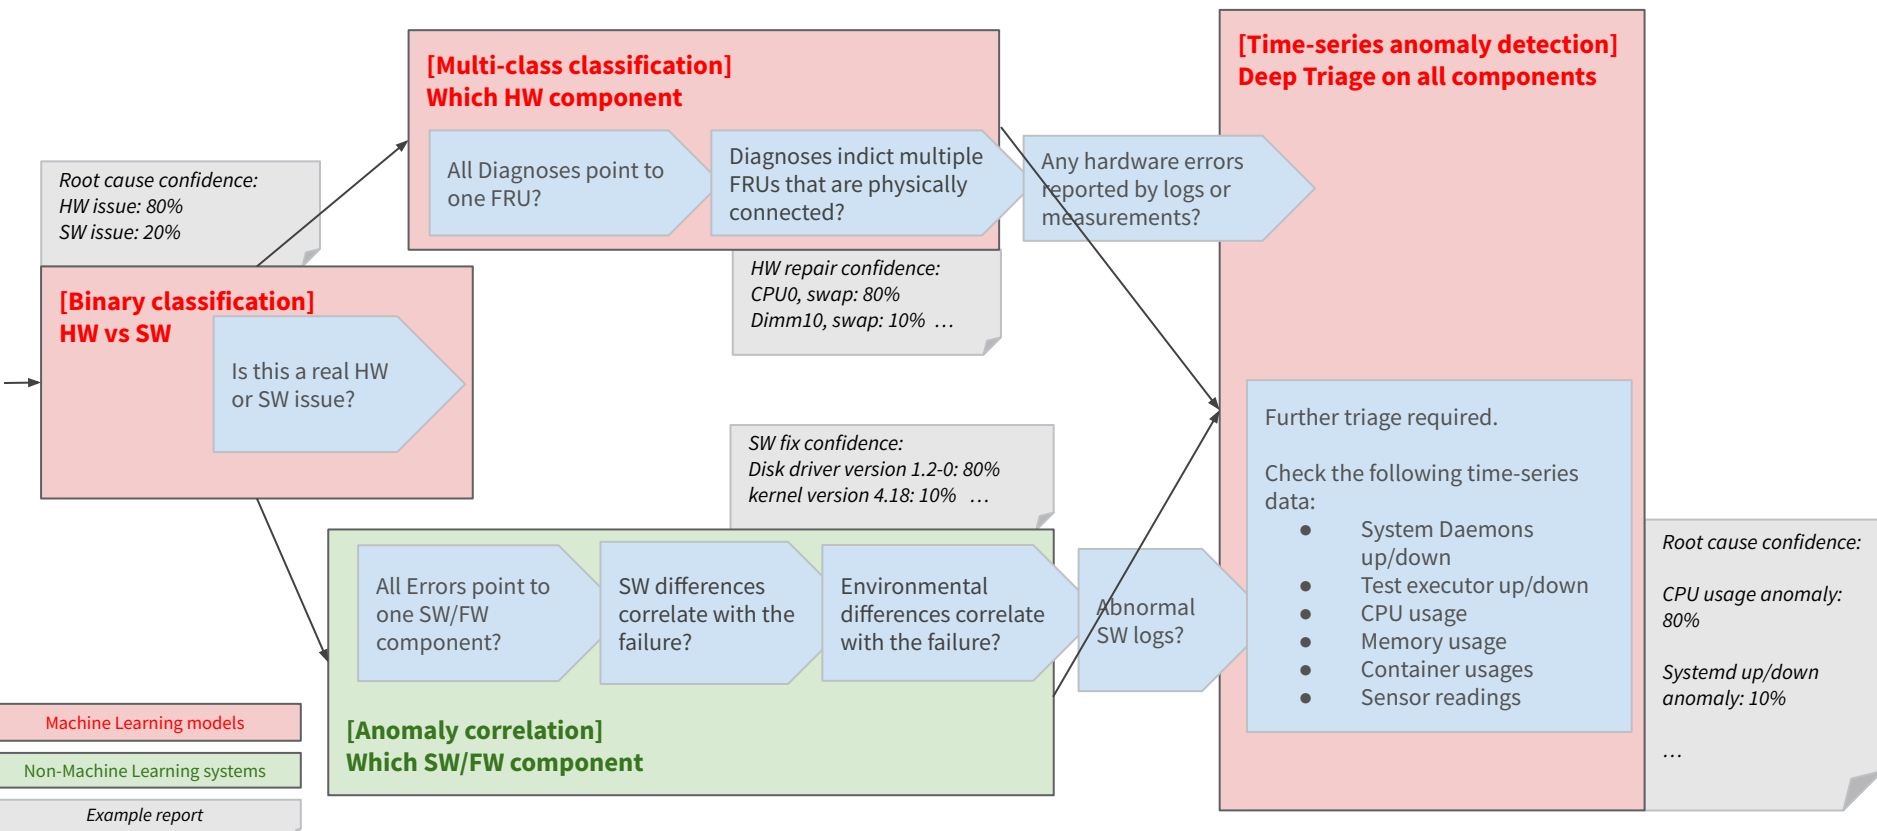 [Multi-class classification]
Which HW component
All Diagnoses point to
one FRU?
Diagnoses indict multiple
FRUs that are physically
connected?
Any hardware errors
reported by logs or
measurements?
[Time-series anomaly detection]
Deep Triage on all components
Root cause confidence:
HW issue: 80%
SW issue: 20%
HW repair confidence:
CPU0, swap: 80%
Dimm10, swap: 10% …
[Binary classification]
HW vs SW
Is this a real HW
or SW issue?
SW fix confidence:
Disk driver version 1.2-0: 80%
kernel version 4.18: 10% …
All Errors point to
one SW/FW
component?
SW differences
correlate with the
failure?
Environmental
differences correlate
with the failure?
Abnormal
SW logs?
[Anomaly correlation]
Which SW/FW component
Further triage required.
Check the following time-series
data:
● System Daemons
up/down
● Test executor up/down
● CPU usage
● Memory usage
● Container usages
● Sensor readings
Root cause confidence:
CPU usage anomaly:
80%
Systemd up/down
anomaly: 10%
…
Machine Learning models
Non-Machine Learning systems
Example report